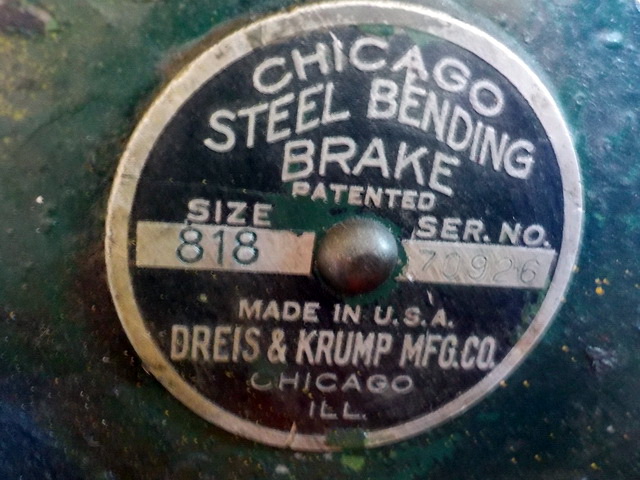 CHICAGO
STEEL BENDING
BRAKE
PATENTED
SIZE
818
SER. NO.
70926
MADE IN U.S.A.
DREIS & KRUMP MFG.CO.
CHICAGO
ILL.